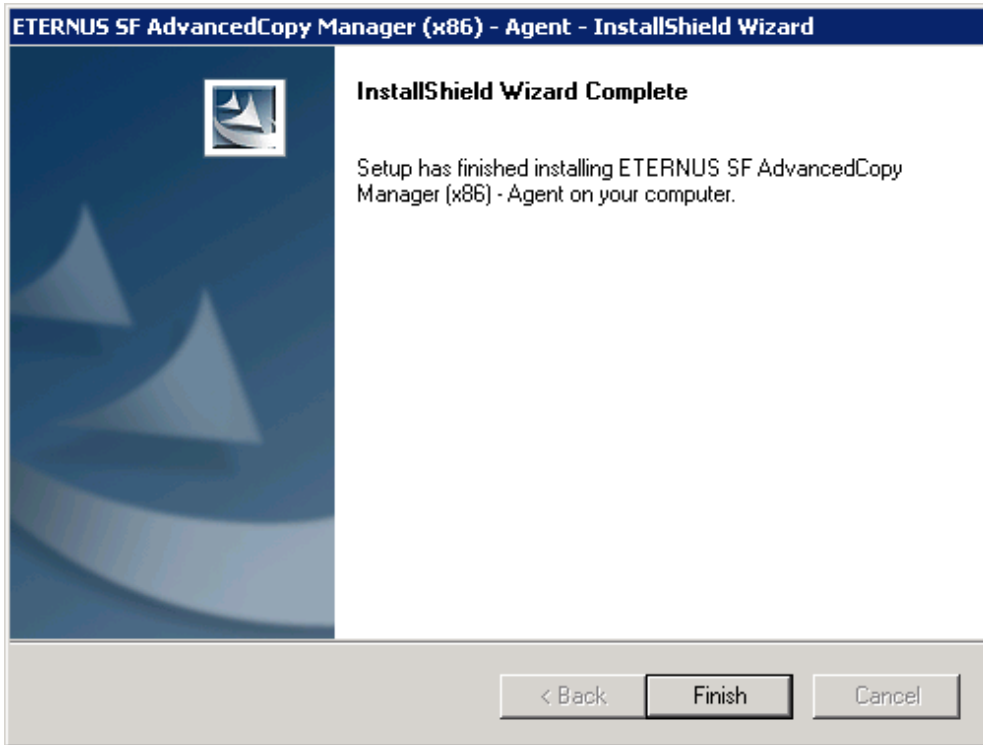 ETERNUS SF AdvancedCopy Manager (x86) - Agent - InstallShield Wizard
InstallShield Wizard Complete
Setup has finished installing ETERNUS SF AdvancedCopy
Manager (x86) - Agent on your computer.
< Back
Finish
Cancel